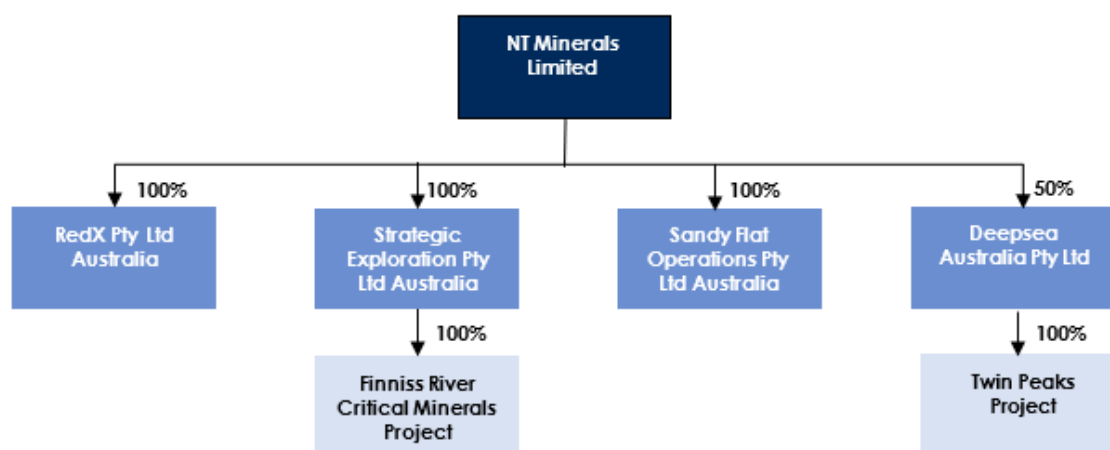 NT Minerals
Limited
100%
100%
100%
50%
RedX Pty Ltd
Australia
Strategic
Exploration Pty
Ltd Australia
Sandy Flat
Operations Pty
Ltd Australia
Deepsea
Australia Pty Ltd
100%
100%
Finniss River
Critical Minerals
Project
Twin Peaks
Project